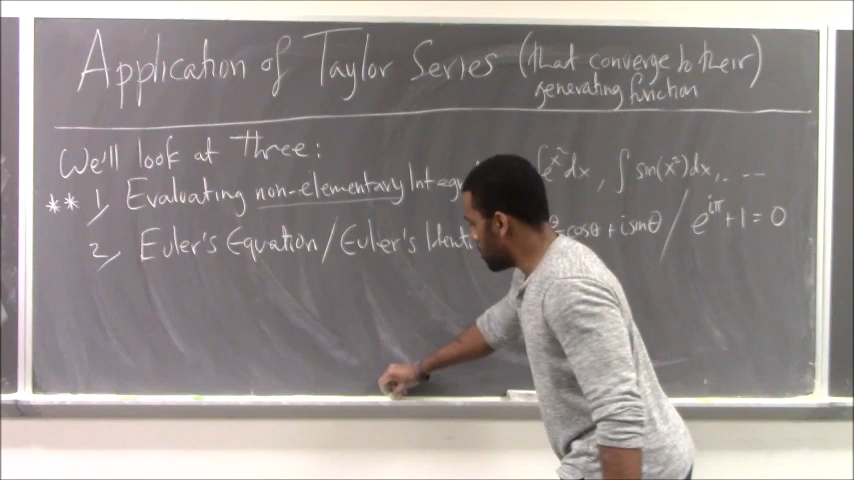 Application of Taylor Series (that converge to their)
generating function
We'll look at Three:
** 1, Evaluating non-elementary Integ ∫e^{x²}dx, ∫sin(x²)dx, ...
2, Euler's Equation/Euler's Identi = cosθ + isinθ / e^{iπ}+1=0